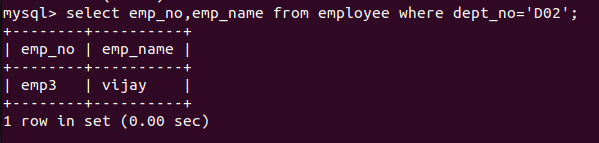 mysql> select emp_no,emp_name from employee where dept_no='D02';
+--------+----------+
| emp_no | emp_name |
+--------+----------+
| emp3   | vijay    |
+--------+----------+
1 row in set (0.00 sec)